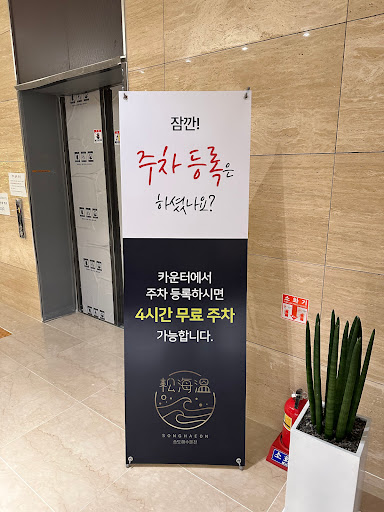 잠깐!
주차 등록은
하셨나요?
카운터에서
주차 등록하시면
4시간 무료 주차
가능합니다.
松海溫
SONGHAEON
소화기